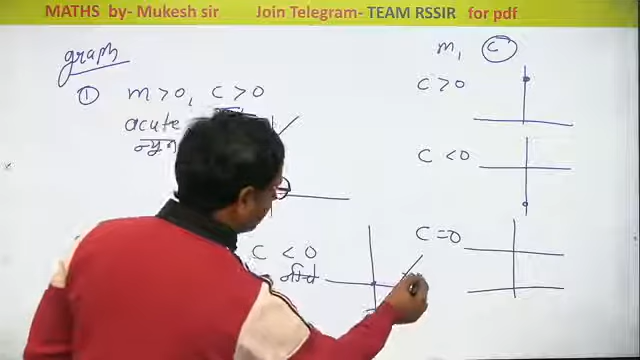 MATHS by- Mukesh sir Join Telegram- TEAM RSSIR for pdf
graph
m, C
① m > 0, C > 0
C > 0
acute
C < 0
C < 0
C = 0